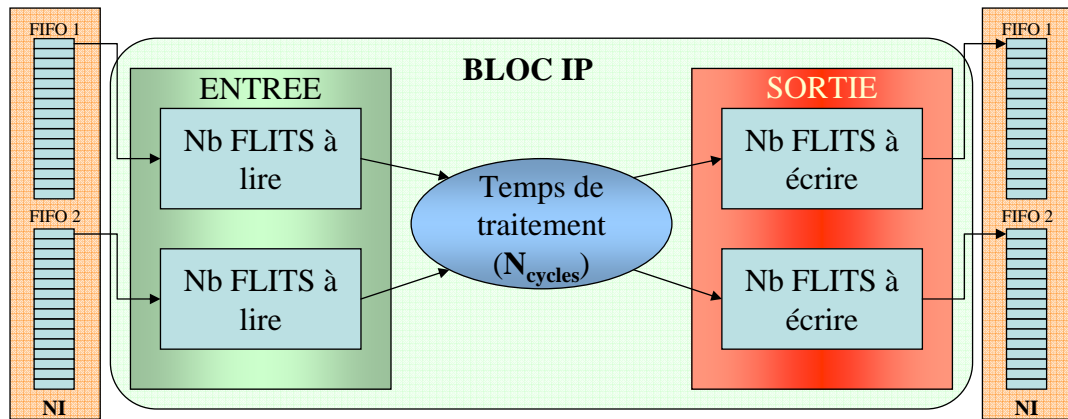 FIFO 1
FIFO 1
BLOC IP
ENTREE
SORTIE
Nb FLITS à
lire
Nb FLITS à
écrire
Temps de
traitement
(Ncycles)
FIFO 2
FIFO 2
Nb FLITS à
lire
Nb FLITS à
écrire
NI
NI